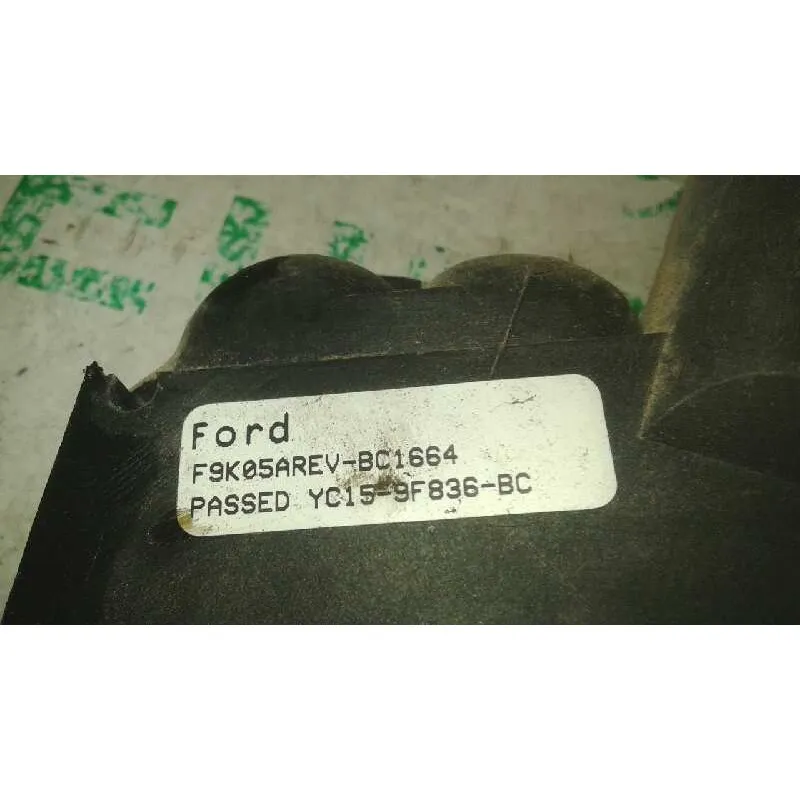 Ford
F9K05AREV-BC1664
PASSED YC15-9F836-BC